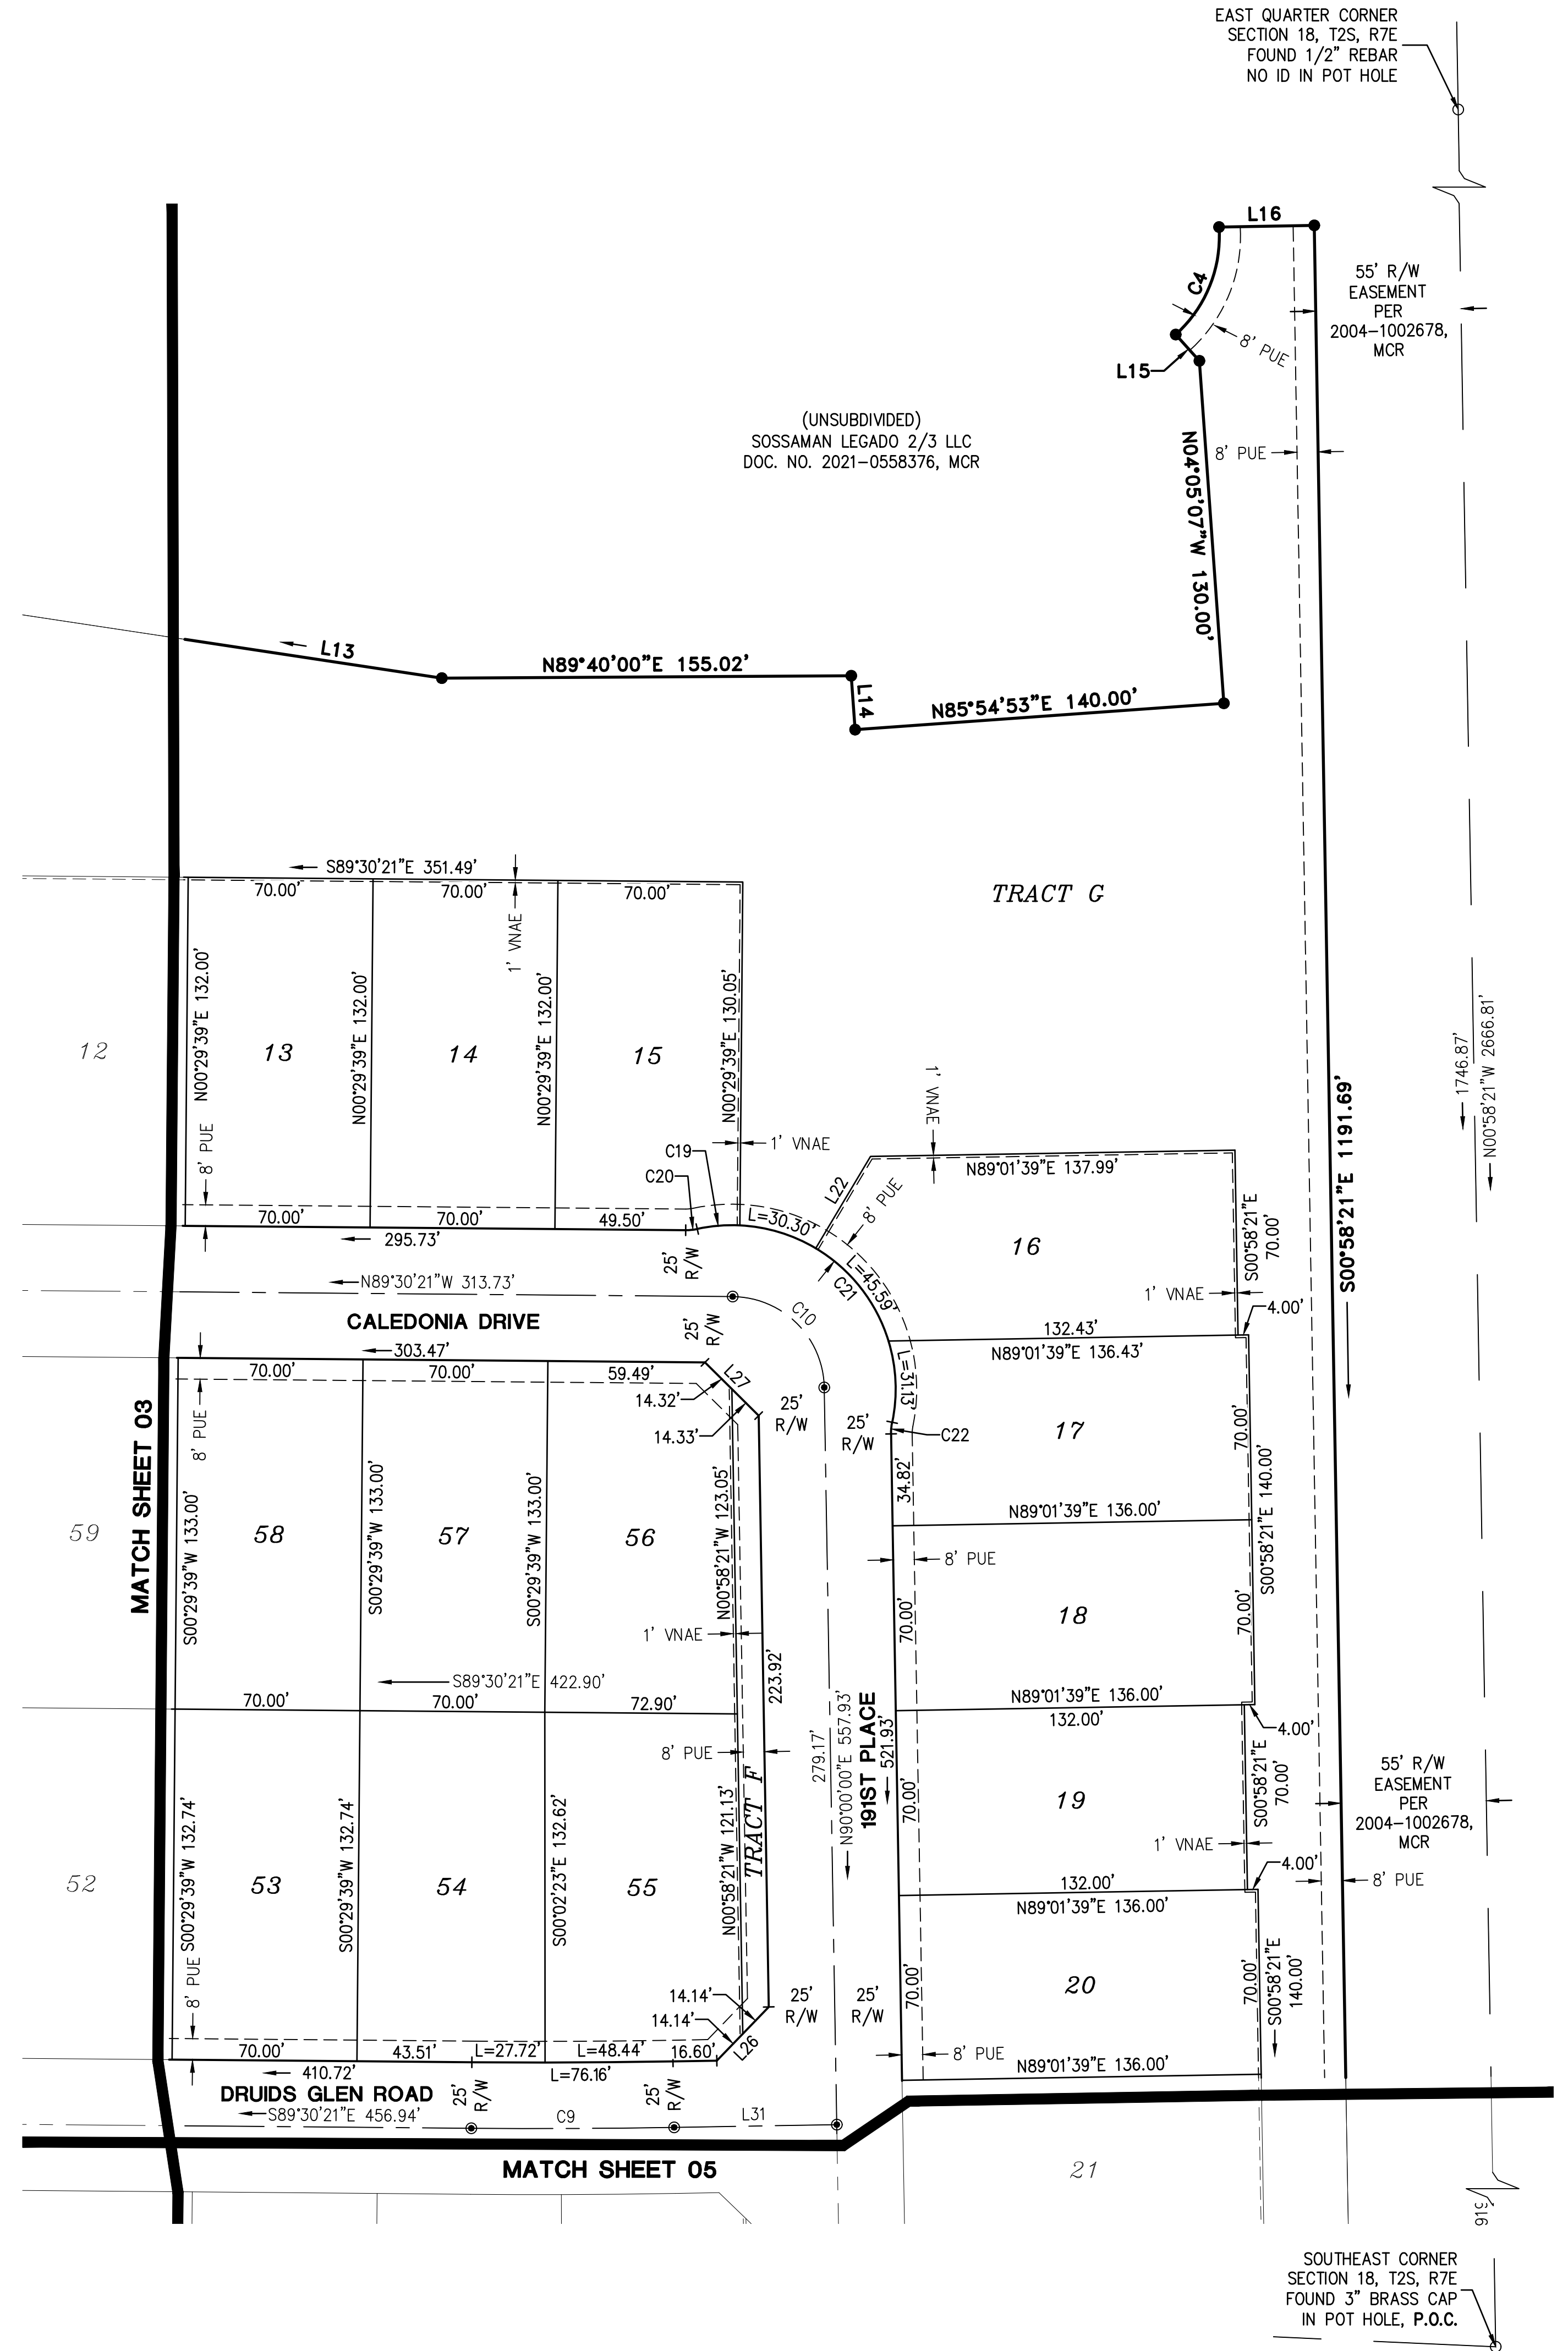 EAST QUARTER CORNER
SECTION 18, T2S, R7E
FOUND 1/2" REBAR
NO ID IN POT HOLE
L16
C4
8' PUE
L15
55' R/W
EASEMENT
PER
2004-1002678,
MCR
(UNSUBDIVIDED)
SOSSAMAN LEGADO 2/3 LLC
DOC. NO. 2021-0558376, MCR
8' PUE
N04°05'07"W 130.00'
L13
N89°40'00"E 155.02'
L14
N85°54'53"E 140.00'
S89°30'21"E 351.49'
70.00'
70.00'
70.00'
1' VNAE
TRACT G
N00°29'39"E 132.00'
N00°29'39"E 132.00'
N00°29'39"E 132.00'
N00°29'39"E 130.05'
12
13
14
15
1746.87'
N00°58'21"W 2666.81'
S00°58'21"E 1191.69'
8' PUE
C19
C20
1' VNAE
1' VNAE
N89°01'39"E 137.99'
L22
8' PUE
70.00'
70.00'
49.50'
L=30.30'
295.73'
25'
R/W
L=45.59'
C21
16
S00°58'21"E
70.00'
N89°30'21"W 313.73'
C10
1' VNAE
4.00'
CALEDONIA DRIVE
25'
R/W
132.43'
N89°01'39"E 136.43'
303.47'
70.00'
70.00'
59.49'
L27
14.32'
14.33'
25'
R/W
25'
R/W
L=31.13'
C22
17
70.00'
8' PUE
MATCH SHEET 03
34.82'
S00°58'21"E 140.00'
S00°29'39"W 133.00'
S00°29'39"W 133.00'
S00°29'39"W 133.00'
N00°58'21"W 123.05'
N89°01'39"E 136.00'
59
58
57
56
8' PUE
1' VNAE
70.00'
18
70.00'
223.92'
S89°30'21"E 422.90'
70.00'
70.00'
72.90'
N89°01'39"E 136.00'
132.00'
4.00'
8' PUE
279.17'
N90°00'00"E 557.93'
191ST PLACE
521.93'
TRACT F
S00°58'21"E
70.00'
55' R/W
EASEMENT
PER
2004-1002678,
MCR
70.00'
19
1' VNAE
S00°29'39"W 132.74'
S00°29'39"W 132.74'
S00°02'23"E 132.62'
N00°58'21"W 121.13'
52
53
54
55
132.00'
4.00'
8' PUE
N89°01'39"E 136.00'
8' PUE
14.14'
14.14'
25'
R/W
25'
R/W
70.00'
20
70.00'
S00°58'21"E
140.00'
L26
70.00'
43.51'
L=27.72'
L=48.44'
16.60'
8' PUE
N89°01'39"E 136.00'
410.72'
L=76.16'
DRUIDS GLEN ROAD
25'
R/W
25'
R/W
S89°30'21"E 456.94'
C9
L31
MATCH SHEET 05
21
SOUTHEAST CORNER
SECTION 18, T2S, R7E
FOUND 3" BRASS CAP
IN POT HOLE, P.O.C.